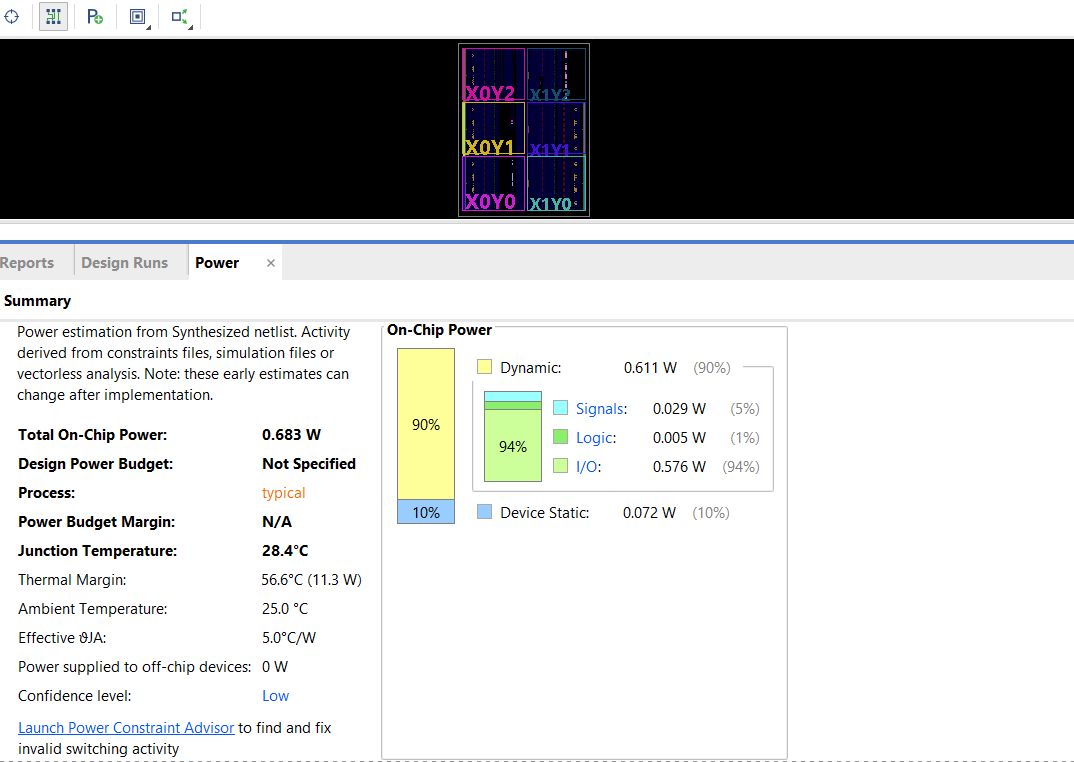 X0Y2
X1Y2
X0Y1
X1Y1
X0Y0
X1Y0
Reports
Design Runs
Power
×
Summary
Power estimation from Synthesized netlist. Activity
derived from constraints files, simulation files or
vectorless analysis. Note: these early estimates can
change after implementation.
Total On-Chip Power: 0.683 W
Design Power Budget: Not Specified
Process: typical
Power Budget Margin: N/A
Junction Temperature: 28.4°C
Thermal Margin: 56.6°C (11.3 W)
Ambient Temperature: 25.0 °C
Effective ϑJA: 5.0°C/W
Power supplied to off-chip devices: 0 W
Confidence level: Low
Launch Power Constraint Advisor to find and fix
invalid switching activity
On-Chip Power
90%
10%
Dynamic: 0.611 W (90%)
94%
Signals: 0.029 W (5%)
Logic: 0.005 W (1%)
I/O: 0.576 W (94%)
Device Static: 0.072 W (10%)